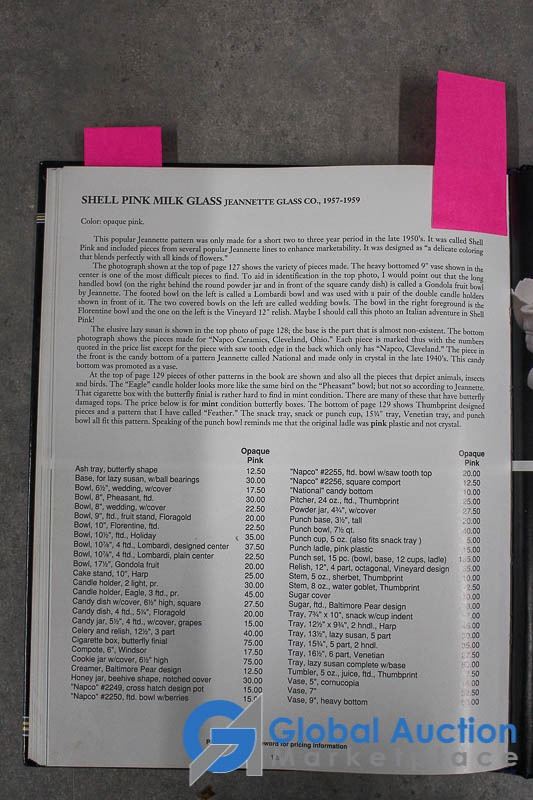 SHELL PINK MILK GLASS JEANNETTE GLASS CO., 1957-1959
Color: opaque pink.
This popular Jeannette pattern was only made for a short two to three year period in the late 1950's. It was called Shell
Pink and included pieces from several popular Jeannette lines to enhance marketability. It was designed as "a delicate coloring
that blends perfectly with all kinds of flowers."
The photograph shown at the top of page 127 shows the variety of pieces made. The heavy bottomed 9" vase shown in the
center is one of the most difficult pieces to find. To aid in identification in the top photo, I would point out that the long
handled bowl (on the right behind the round powder jar and in front of the square candy dish) is called a Gondola fruit bowl
by Jeannette. The footed bowl on the left is called a Lombardi bowl and was used with a pair of the double candle holders
shown in front of it. The two covered bowls on the left are called wedding bowls. The bowl in the right foreground is the
Florentine bowl and the one on the left is the Vineyard 12" relish. Maybe I should call this photo an Italian adventure in Shell
Pink!
The elusive lazy susan is shown in the top photo of page 128; the base is the part that is almost non-existent. The bottom
photograph shows the pieces made for "Napco Ceramics, Cleveland, Ohio." Each piece is marked thus with the numbers
quoted in the price list except for the piece with saw tooth edge in the back which only has "Napco, Cleveland." The piece in
the front is the candy bottom of a pattern Jeannette called National and made only in crystal in the late 1940's. This candy
bottom was promoted as a vase.
At the top of page 129 pieces of other patterns in the book are shown and also all the pieces that depict animals, insects
and birds. The "Eagle" candle holder looks more like the same bird on the "Pheasant" bowl; but not so according to Jeannette.
That cigarette box with the butterfly finial is rather hard to find in mint condition. There are many of these that have butterfly
damaged tops. The price below is for mint condition butterfly boxes. The bottom of page 129 shows Thumbprint designed
pieces and a pattern that I have called "Feather." The snack tray, snack or punch cup, 15¾" tray, Venetian tray, and punch
bowl all fit this pattern. Speaking of the punch bowl reminds me that the original ladle was pink plastic and not crystal.
Opaque
Pink
Ash tray, butterfly shape 12.50
Base, for lazy susan, w/ball bearings 30.00
Bowl, 6½", wedding, w/cover 17.50
Bowl, 8", Pheasant, ftd. 30.00
Bowl, 8", wedding, w/cover 22.50
Bowl, 9", ftd., fruit stand, Floragold 20.00
Bowl, 10", Florentine, ftd. 22.50
Bowl, 10½", ftd., Holiday 35.00
Bowl, 10⅞", 4 ftd., Lombardi, designed center 37.50
Bowl, 10⅞", 4 ftd., Lombardi, plain center 22.50
Bowl, 17½", Gondola fruit 20.00
Cake stand, 10", Harp 25.00
Candle holder, 2 light, pr. 30.00
Candle holder, Eagle, 3 ftd., pr. 45.00
Candy dish w/cover, 6½" high, square 27.50
Candy dish, 4 ftd., 5¼", Floragold 20.00
Candy jar, 5½", 4 ftd., w/cover, grapes 15.00
Celery and relish, 12½", 3 part 40.00
Cigarette box, butterfly finial 75.00
Compote, 6", Windsor 17.50
Cookie jar w/cover, 6½" high 75.00
Creamer, Baltimore Pear design 12.50
Honey jar, beehive shape, notched cover 30.00
"Napco" #2249, cross hatch design pot 15.00
"Napco" #2250, ftd. bowl w/berries
Opaque
Pink
"Napco" #2255, ftd. bowl w/saw tooth top 20.00
"Napco" #2256, square comport 12.50
"National" candy bottom 10.00
Pitcher, 24 oz., ftd., Thumbprint 25.00
Powder jar, 4¾", w/cover 27.50
Punch base, 3½", tall 20.00
Punch bowl, 7½ qt.
Punch cup, 5 oz. (also fits snack tray) 5.00
Punch ladle, pink plastic
Punch set, 15 pc. (bowl, base, 12 cups, ladle)
Relish, 12", 4 part, octagonal, Vineyard design
Stem, 5 oz., sherbet, Thumbprint
Stem, 8 oz., water goblet, Thumbprint
Sugar cover
Sugar, ftd., Baltimore Pear design
Tray, 7¾" x 10", snack w/cup indent
Tray, 12½" x 9¾", 2 hndl., Harp
Tray, 13½", lazy susan, 5 part
Tray, 15¾", 5 part, 2 hndl.
Tray, 16½", 6 part, Venetian
Tray, lazy susan complete w/base
Tumbler, 5 oz., juice, ftd., Thumbprint
Vase, 5", cornucopia
Vase, 7"
Vase, 9", heavy bottom
for pricing information
Global Auction
Marketplace